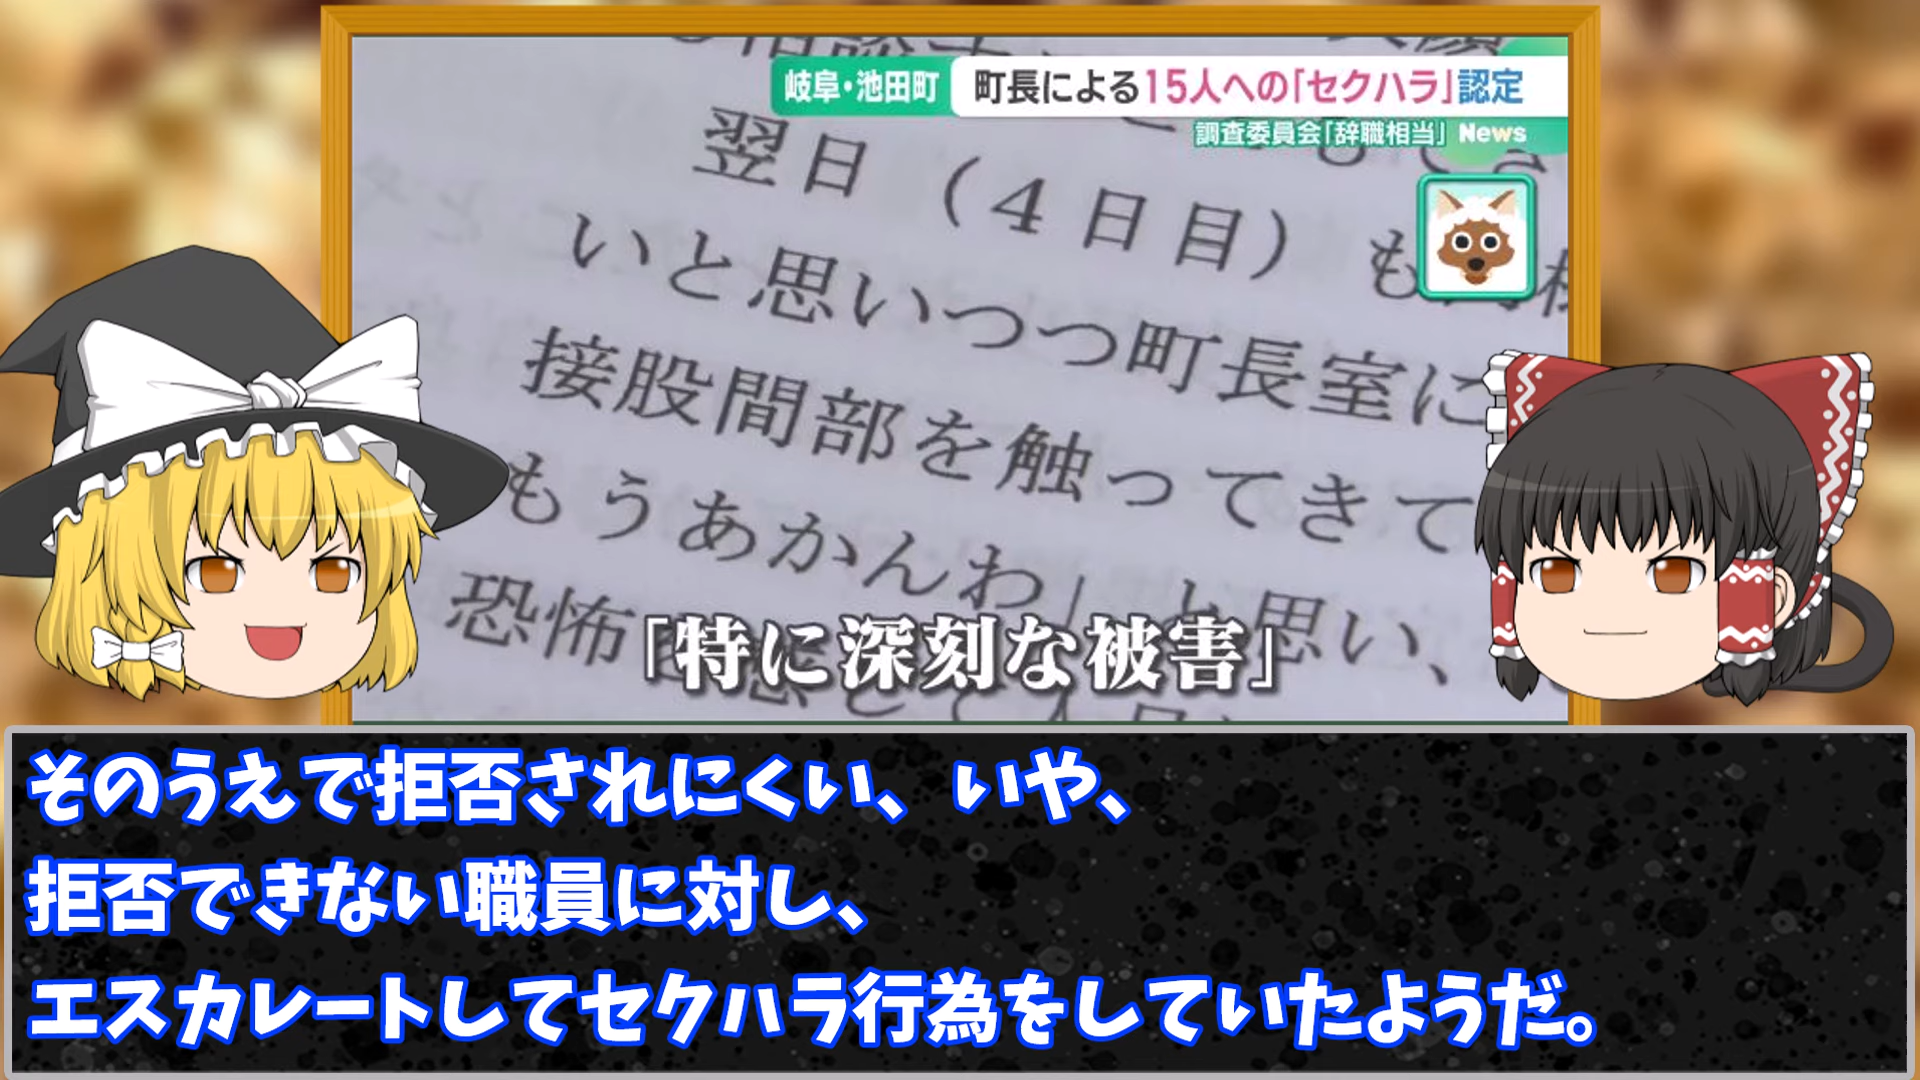 岐阜・池田町
町長による15人への「セクハラ」認定
調査委員会「辞職相当」 News
翌日（4日目）も
いと思いつつ町長室に
接股間部を触ってきて
もうあかんわ」と思い、
恐怖
「特に深刻な被害」
そのうえで拒否されにくい、いや、
拒否できない職員に対し、
エスカレートしてセクハラ行為をしていたようだ。